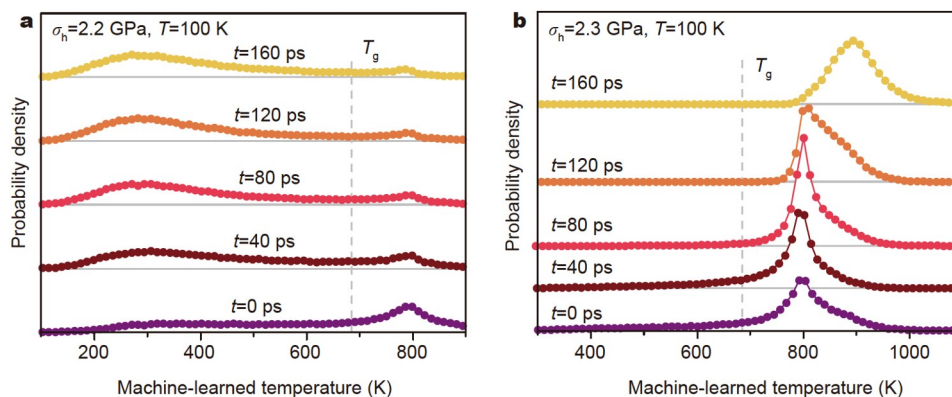 a
σh=2.2 GPa, T=100 K
Tg
t=160 ps
t=120 ps
t=80 ps
t=40 ps
t=0 ps
Probability density
200 400 600 800
Machine-learned temperature (K)
b
σh=2.3 GPa, T=100 K
Tg
t=160 ps
t=120 ps
t=80 ps
t=40 ps
t=0 ps
Probability density
400 600 800 1000
Machine-learned temperature (K)